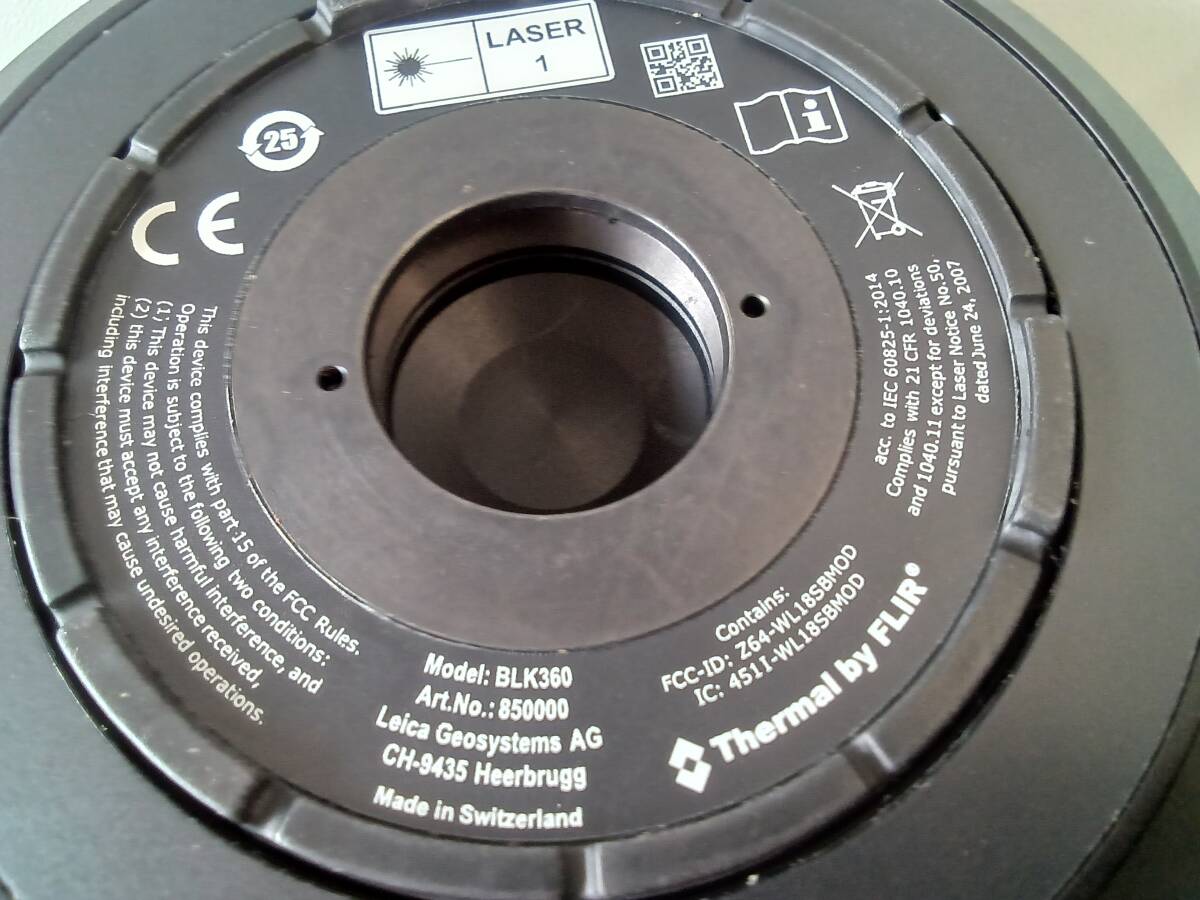 LASER
1
25
CE
acc. to IEC 60825-1:2014
Complies with 21 CFR 1040.10
and 1040.11 except for deviations
pursuant to Laser Notice No.50,
dated June 24, 2007
This device complies with part 15 of the FCC Rules.
Operation is subject to the following two conditions:
(1) This device may not cause harmful interference, and
(2) this device must accept any interference received,
including interference that may cause undesired operations.
Model: BLK360
Art.No.: 850000
Leica Geosystems AG
CH-9435 Heerbrugg
Made in Switzerland
Contains:
FCC-ID: Z64-WL18SBMOD
IC: 451I-WL18SBMOD
Thermal by FLIR®